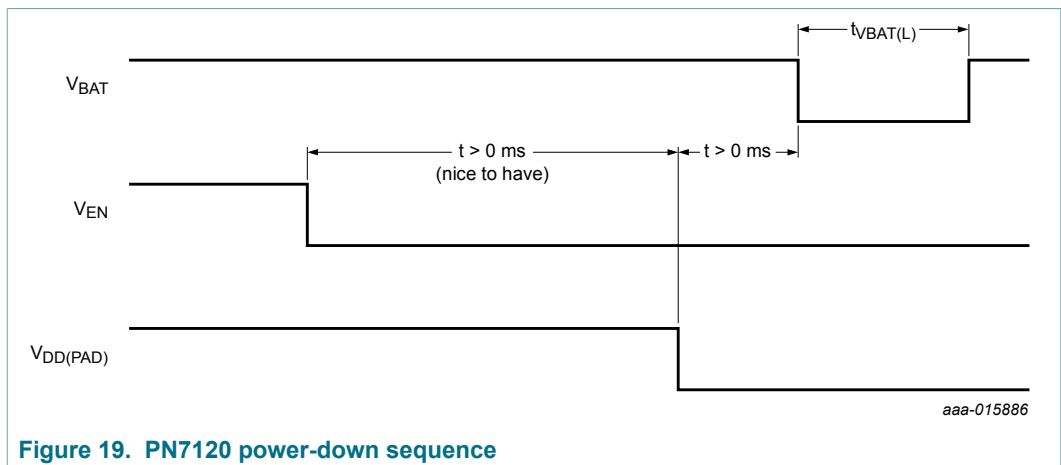 tVBAT(L)
VBAT
t > 0 ms
(nice to have)
t > 0 ms
VEN
VDD(PAD)
aaa-015886
Figure 19. PN7120 power-down sequence